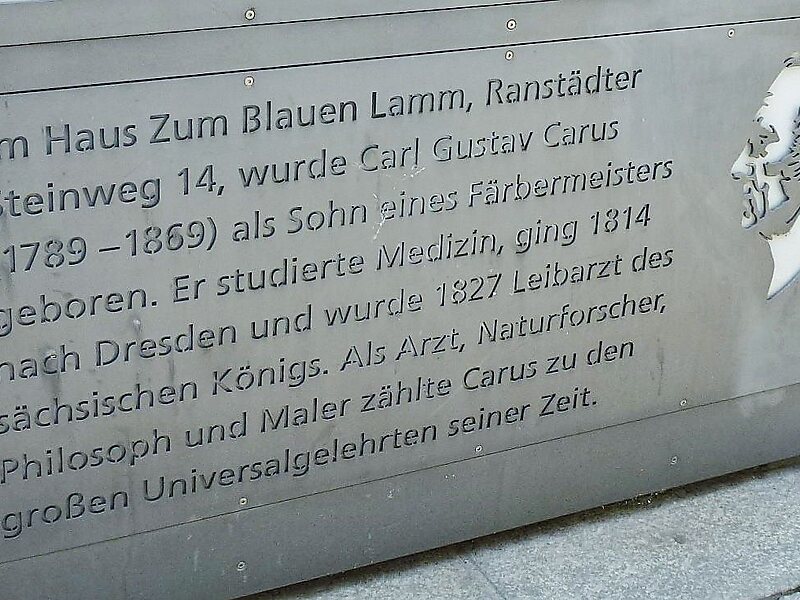 m Haus Zum Blauen Lamm, Ranstädter
Steinweg 14, wurde Carl Gustav Carus
(1789 – 1869) als Sohn eines Färbermeisters
geboren. Er studierte Medizin, ging 1814
nach Dresden und wurde 1827 Leibarzt des
sächsischen Königs. Als Arzt, Naturforscher,
Philosoph und Maler zählte Carus zu den
großen Universalgelehrten seiner Zeit.